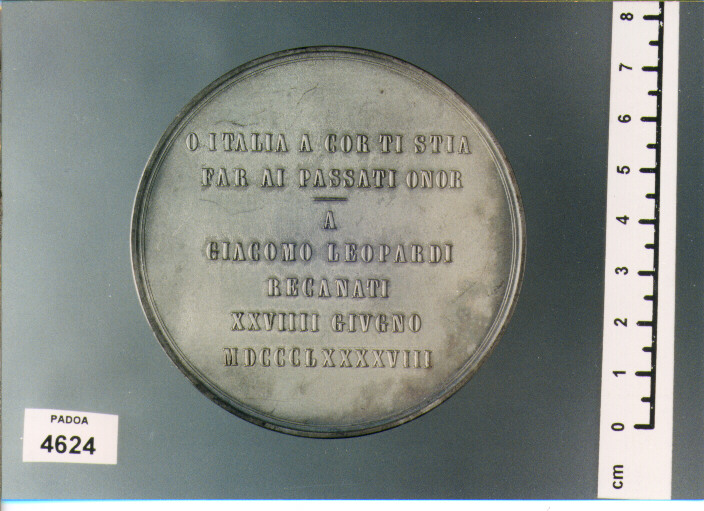 O ITALIA A COR TI STIA
FAR AI PASSATI ONOR
A
GIACOMO LEOPARDI
RECANATI
XXVIIII GIVGNO
MDCCCLXXXXVIII
PADOA
4624
8
7
6
5
4
3
2
1
0
cm